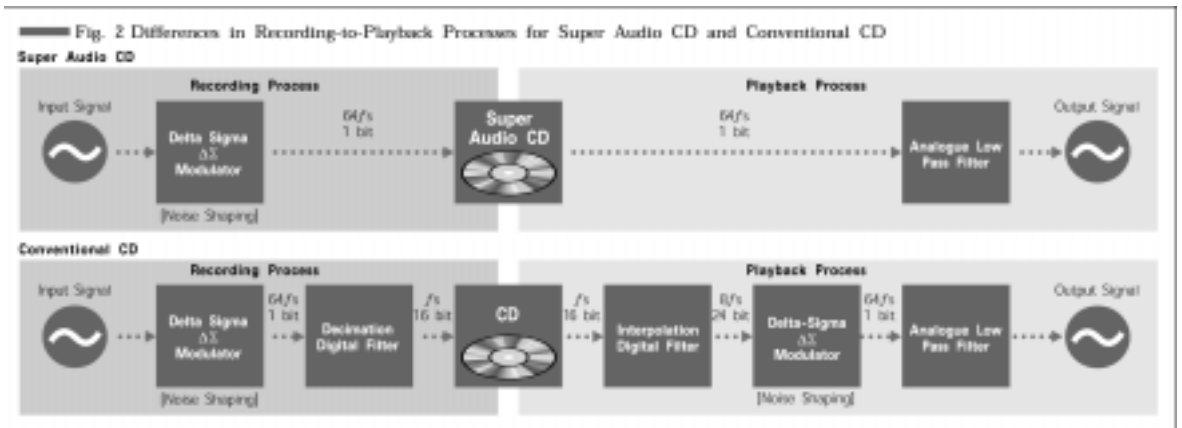 Fig. 2 Differences in Recording-to-Playback Processes for Super Audio CD and Conventional CD
Super Audio CD
Recording Process
Playback Process
Input Signal
Delta Sigma
ΔΣ
Modulator
[Noise Shaping]
64fs
1 bit
Super
Audio CD
64fs
1 bit
Analogue Low
Pass Filter
Output Signal
Conventional CD
Recording Process
Playback Process
Input Signal
Delta Sigma
ΔΣ
Modulator
[Noise Shaping]
64fs
1 bit
Decimation
Digital Filter
fs
16 bit
CD
fs
16 bit
Interpolation
Digital Filter
8fs
24 bit
Delta-Sigma
ΔΣ
Modulator
[Noise Shaping]
64fs
1 bit
Analogue Low
Pass Filter
Output Signal